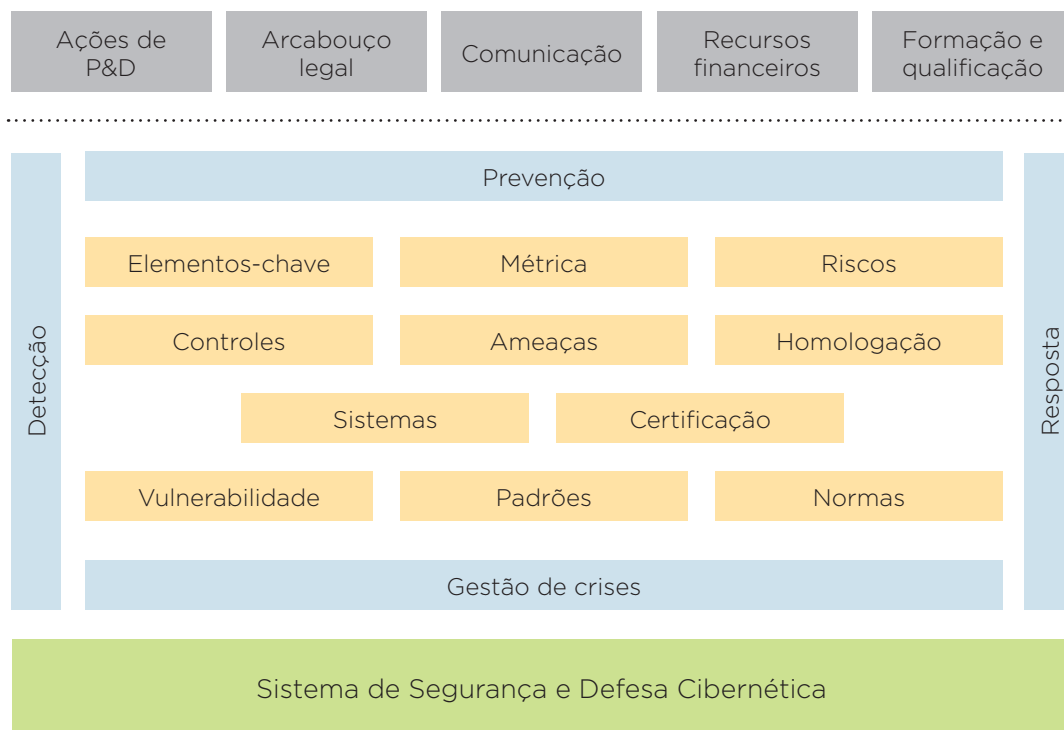 Ações de
P&D
Arcabouço
legal
Comunicação
Recursos
financeiros
Formação e
qualificação
Detecção
Prevenção
Elementos-chave
Métrica
Riscos
Controles
Ameaças
Homologação
Sistemas
Certificação
Vulnerabilidade
Padrões
Normas
Gestão de crises
Resposta
Sistema de Segurança e Defesa Cibernética